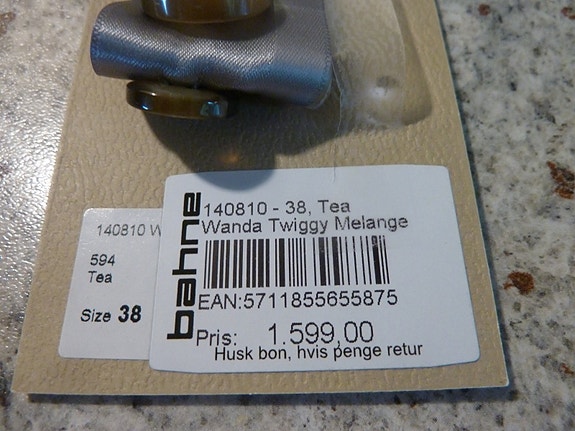 bahne
140810 - 38, Tea
Wanda Twiggy Melange
EAN:5711855655875
Pris: 1.599,00
Husk bon, hvis penge retur
140810 W
594
Tea
Size 38